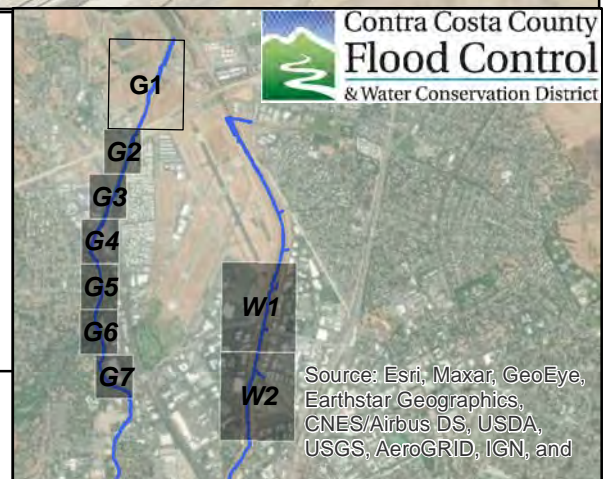 Contra Costa County
Flood Control
& Water Conservation District
G1
G2
G3
G4
G5
G6
G7
W1
W2
Source: Esri, Maxar, GeoEye,
Earthstar Geographics,
CNES/Airbus DS, USDA,
USGS, AeroGRID, IGN, and